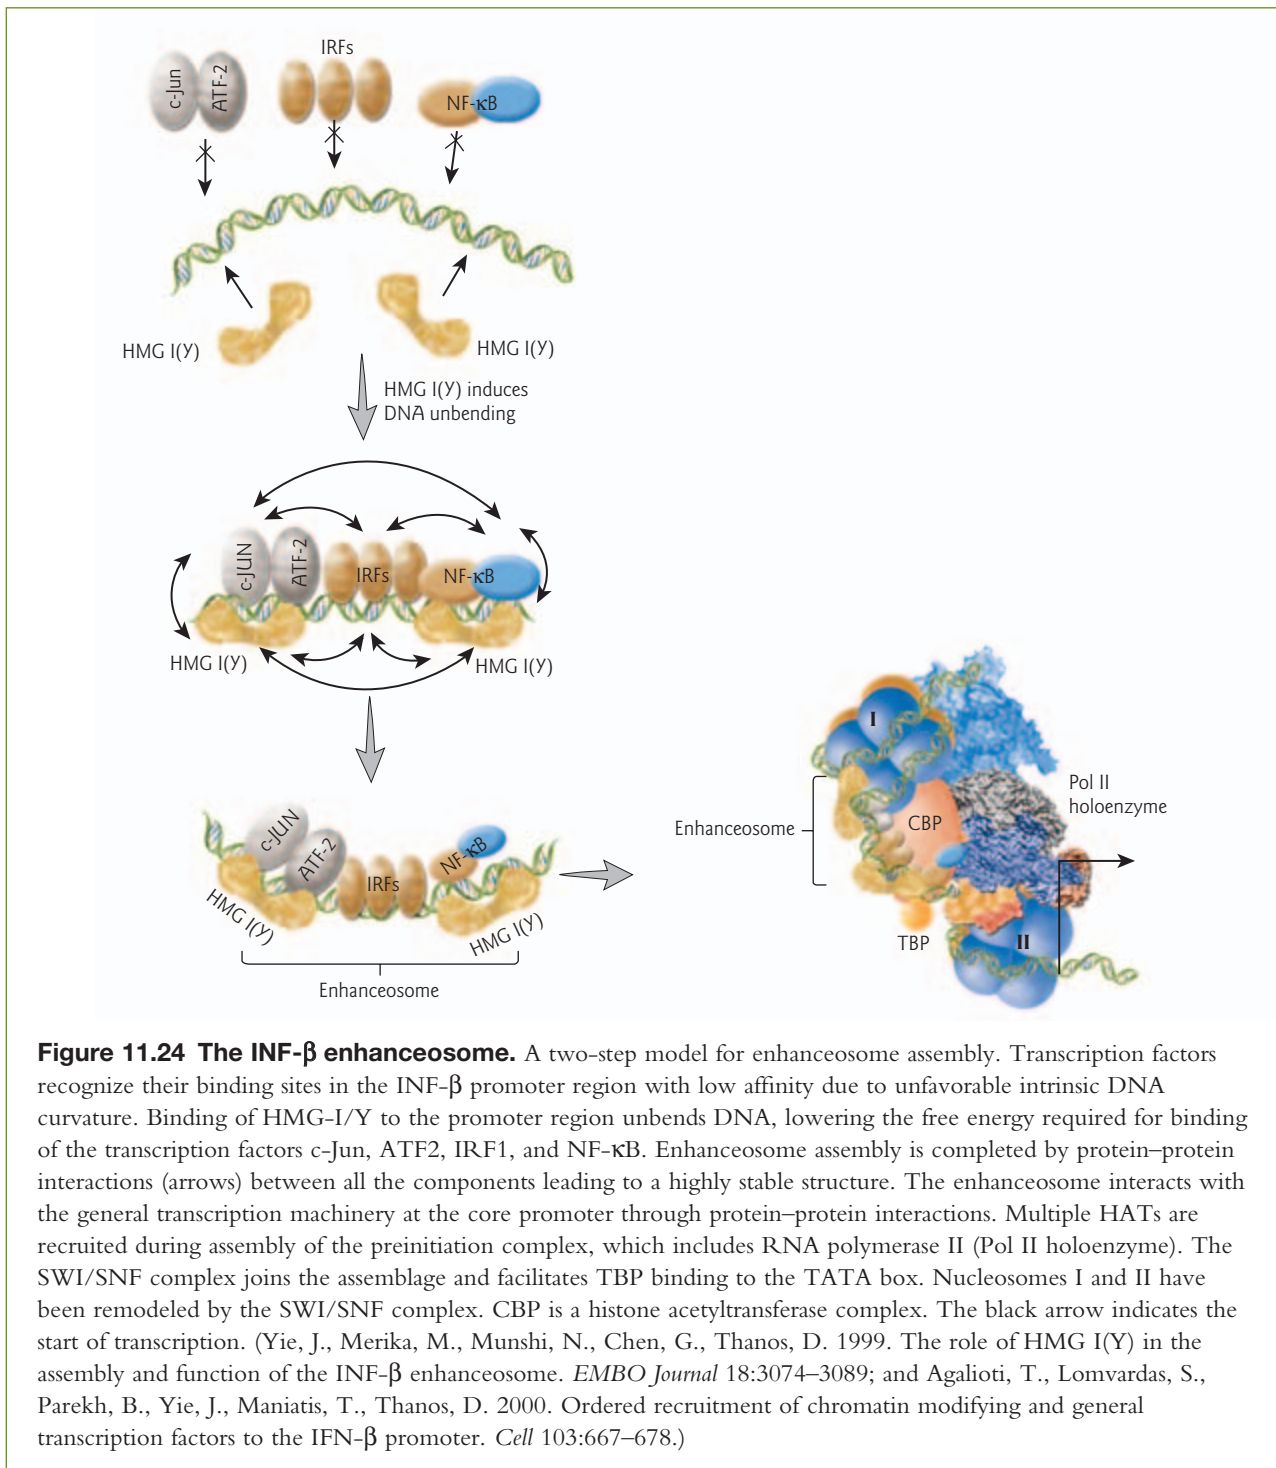 IRFs
c-Jun
ATF-2
NF-κB
HMG I(Y)
HMG I(Y)
HMG I(Y) induces
DNA unbending
c-JUN
ATF-2
IRFs
NF-κB
HMG I(Y)
HMG I(Y)
c-JUN
ATF-2
IRFs
NF-κB
HMG I(Y)
HMG I(Y)
Enhanceosome
I
Pol II
holoenzyme
Enhanceosome
CBP
TBP
II
Figure 11.24 The INF-β enhanceosome. A two-step model for enhanceosome assembly. Transcription factors
recognize their binding sites in the INF-β promoter region with low affinity due to unfavorable intrinsic DNA
curvature. Binding of HMG-I/Y to the promoter region unbends DNA, lowering the free energy required for binding
of the transcription factors c-Jun, ATF2, IRF1, and NF-κB. Enhanceosome assembly is completed by protein–protein
interactions (arrows) between all the components leading to a highly stable structure. The enhanceosome interacts with
the general transcription machinery at the core promoter through protein–protein interactions. Multiple HATs are
recruited during assembly of the preinitiation complex, which includes RNA polymerase II (Pol II holoenzyme). The
SWI/SNF complex joins the assemblage and facilitates TBP binding to the TATA box. Nucleosomes I and II have
been remodeled by the SWI/SNF complex. CBP is a histone acetyltransferase complex. The black arrow indicates the
start of transcription. (Yie, J., Merika, M., Munshi, N., Chen, G., Thanos, D. 1999. The role of HMG I(Y) in the
assembly and function of the INF-β enhanceosome. EMBO Journal 18:3074–3089; and Agalioti, T., Lomvardas, S.,
Parekh, B., Yie, J., Maniatis, T., Thanos, D. 2000. Ordered recruitment of chromatin modifying and general
transcription factors to the IFN-β promoter. Cell 103:667–678.)